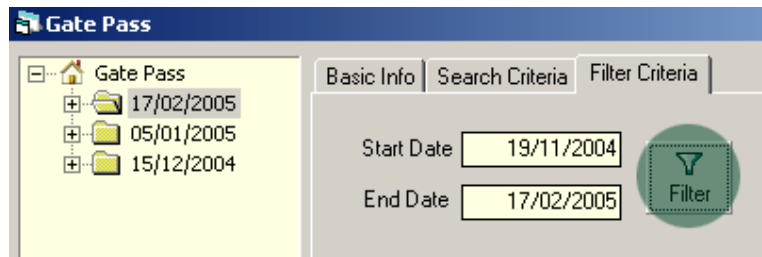 Gate Pass
Gate Pass
17/02/2005
05/01/2005
15/12/2004
Basic Info Search Criteria Filter Criteria
Start Date 19/11/2004
End Date 17/02/2005
Filter